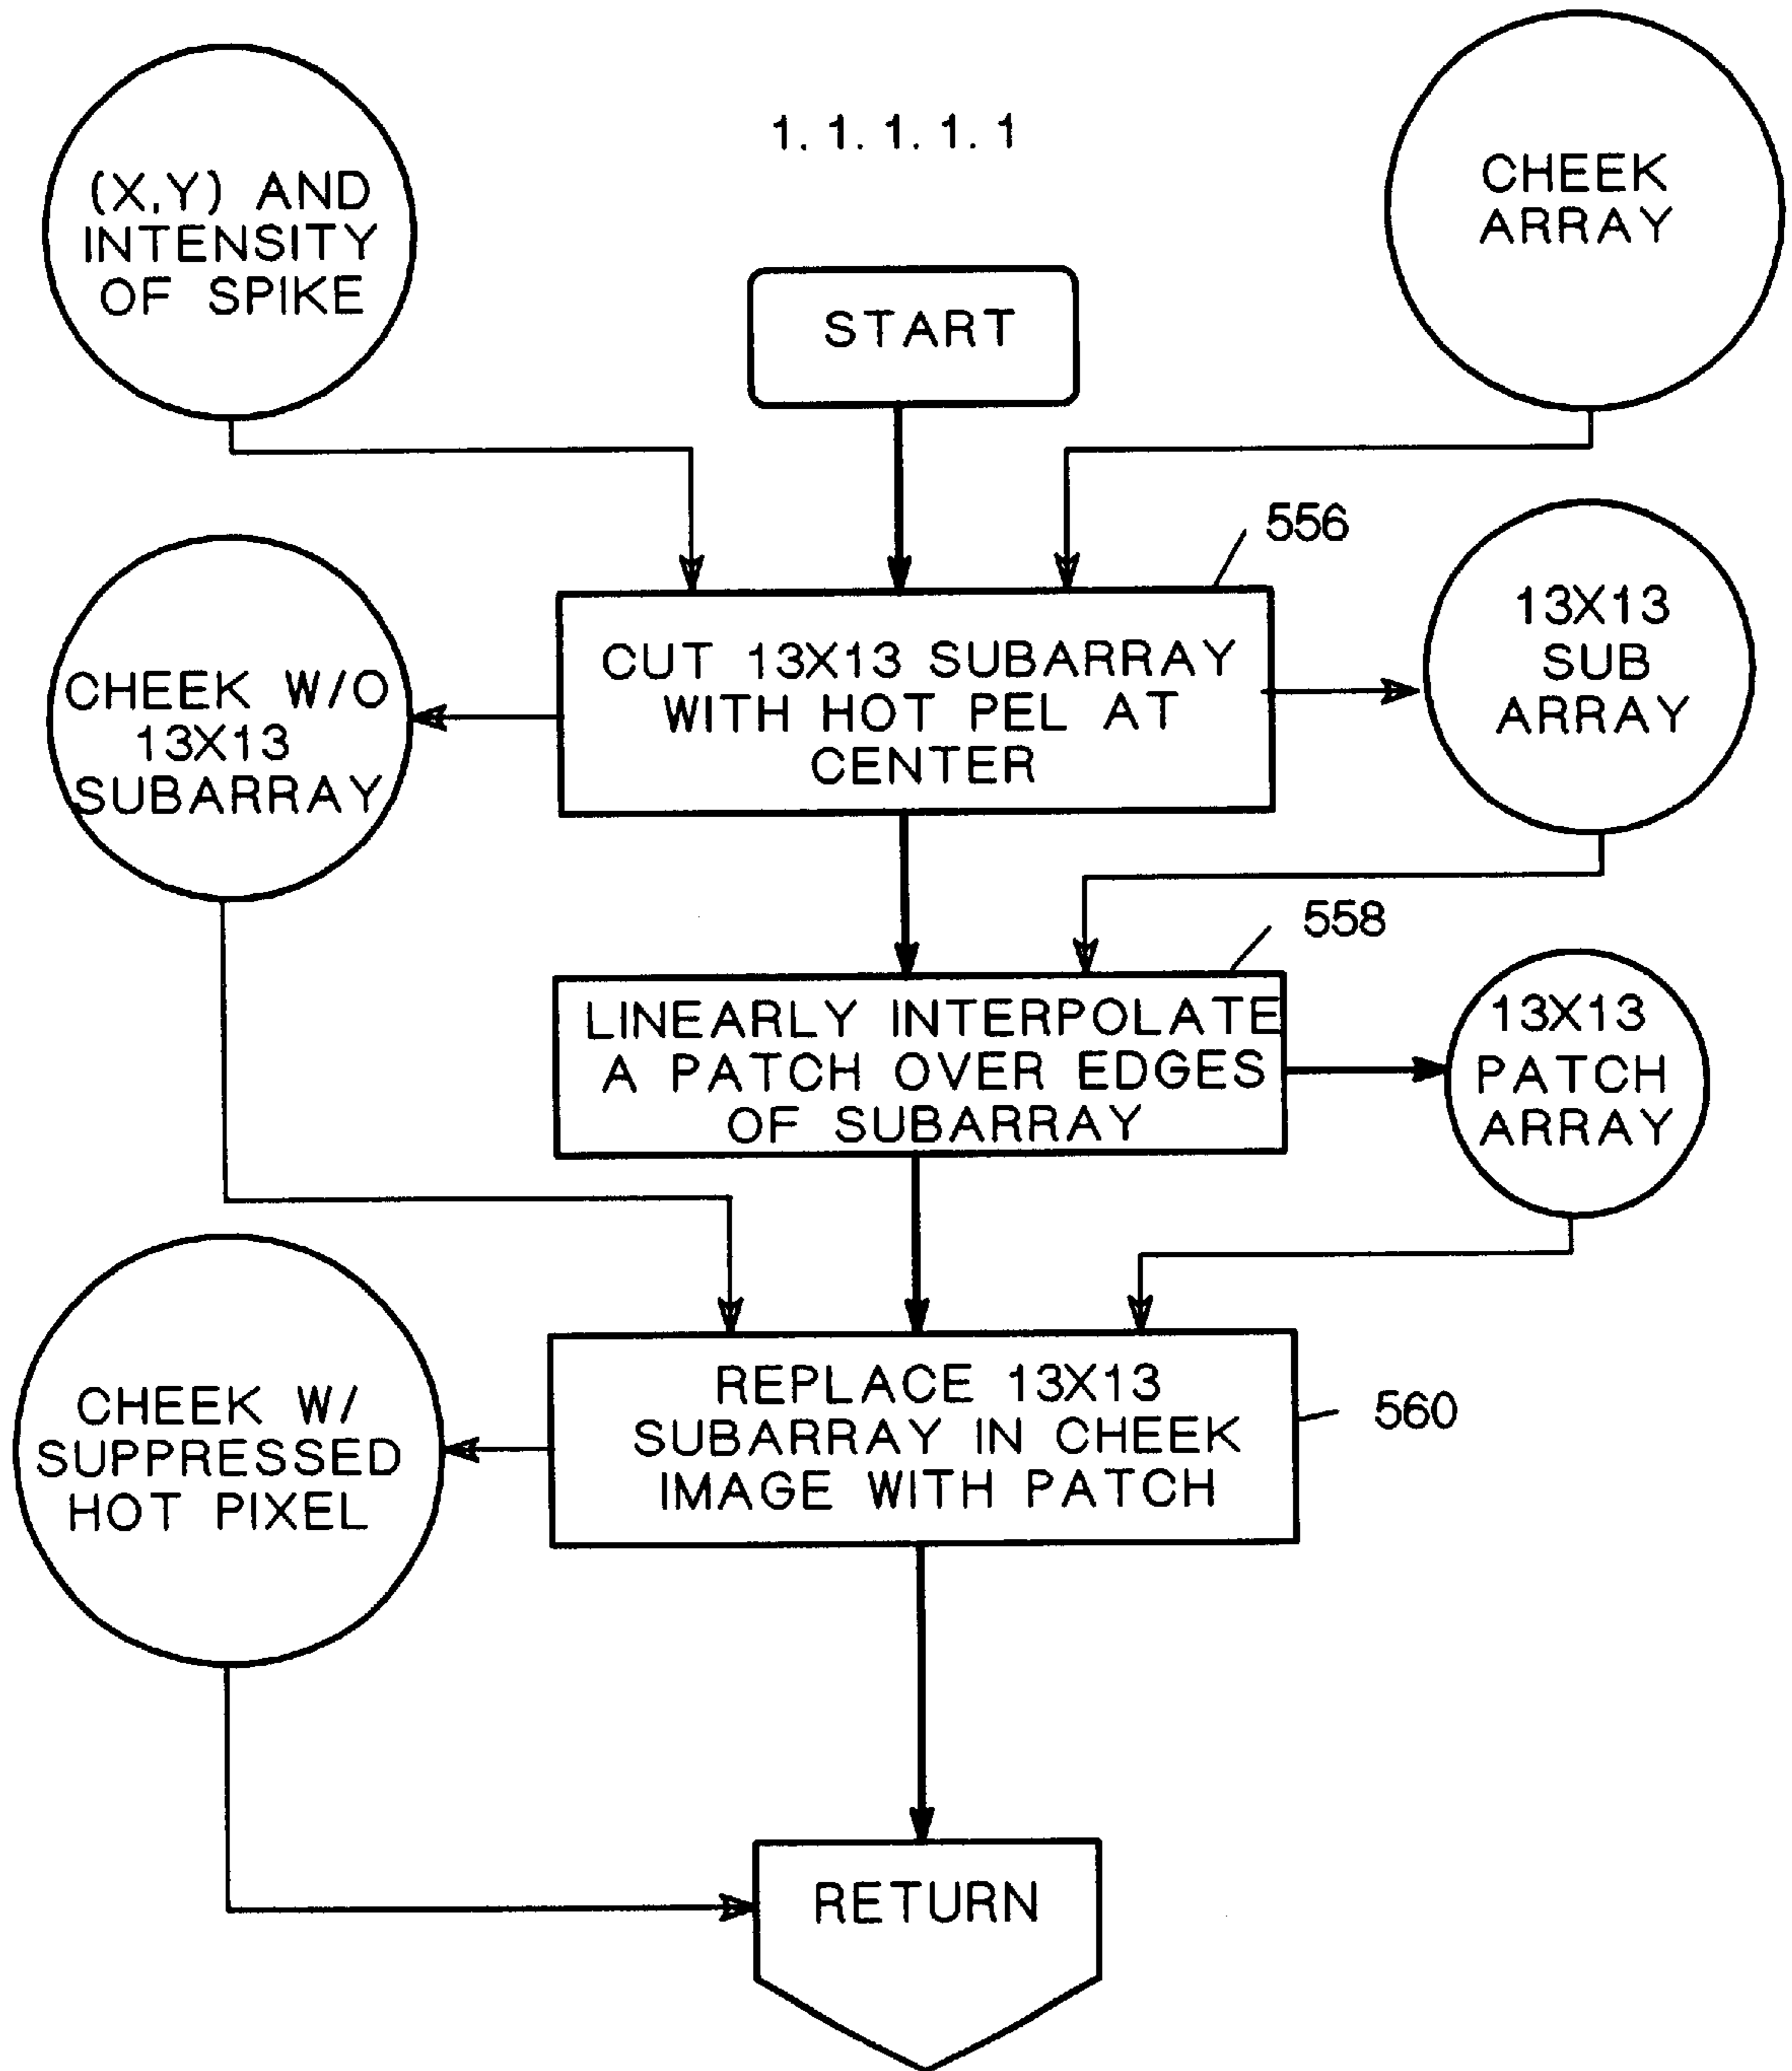 1. 1. 1. 1. 1
(X,Y) AND
INTENSITY
OF SPIKE
CHEEK
ARRAY
START
556
CUT 13X13 SUBARRAY
WITH HOT PEL AT
CENTER
CHEEK W/O
13X13
SUBARRAY
13X13
SUB
ARRAY
558
LINEARLY INTERPOLATE
A PATCH OVER EDGES
OF SUBARRAY
13X13
PATCH
ARRAY
REPLACE 13X13
SUBARRAY IN CHEEK
IMAGE WITH PATCH
560
CHEEK W/
SUPPRESSED
HOT PIXEL
RETURN